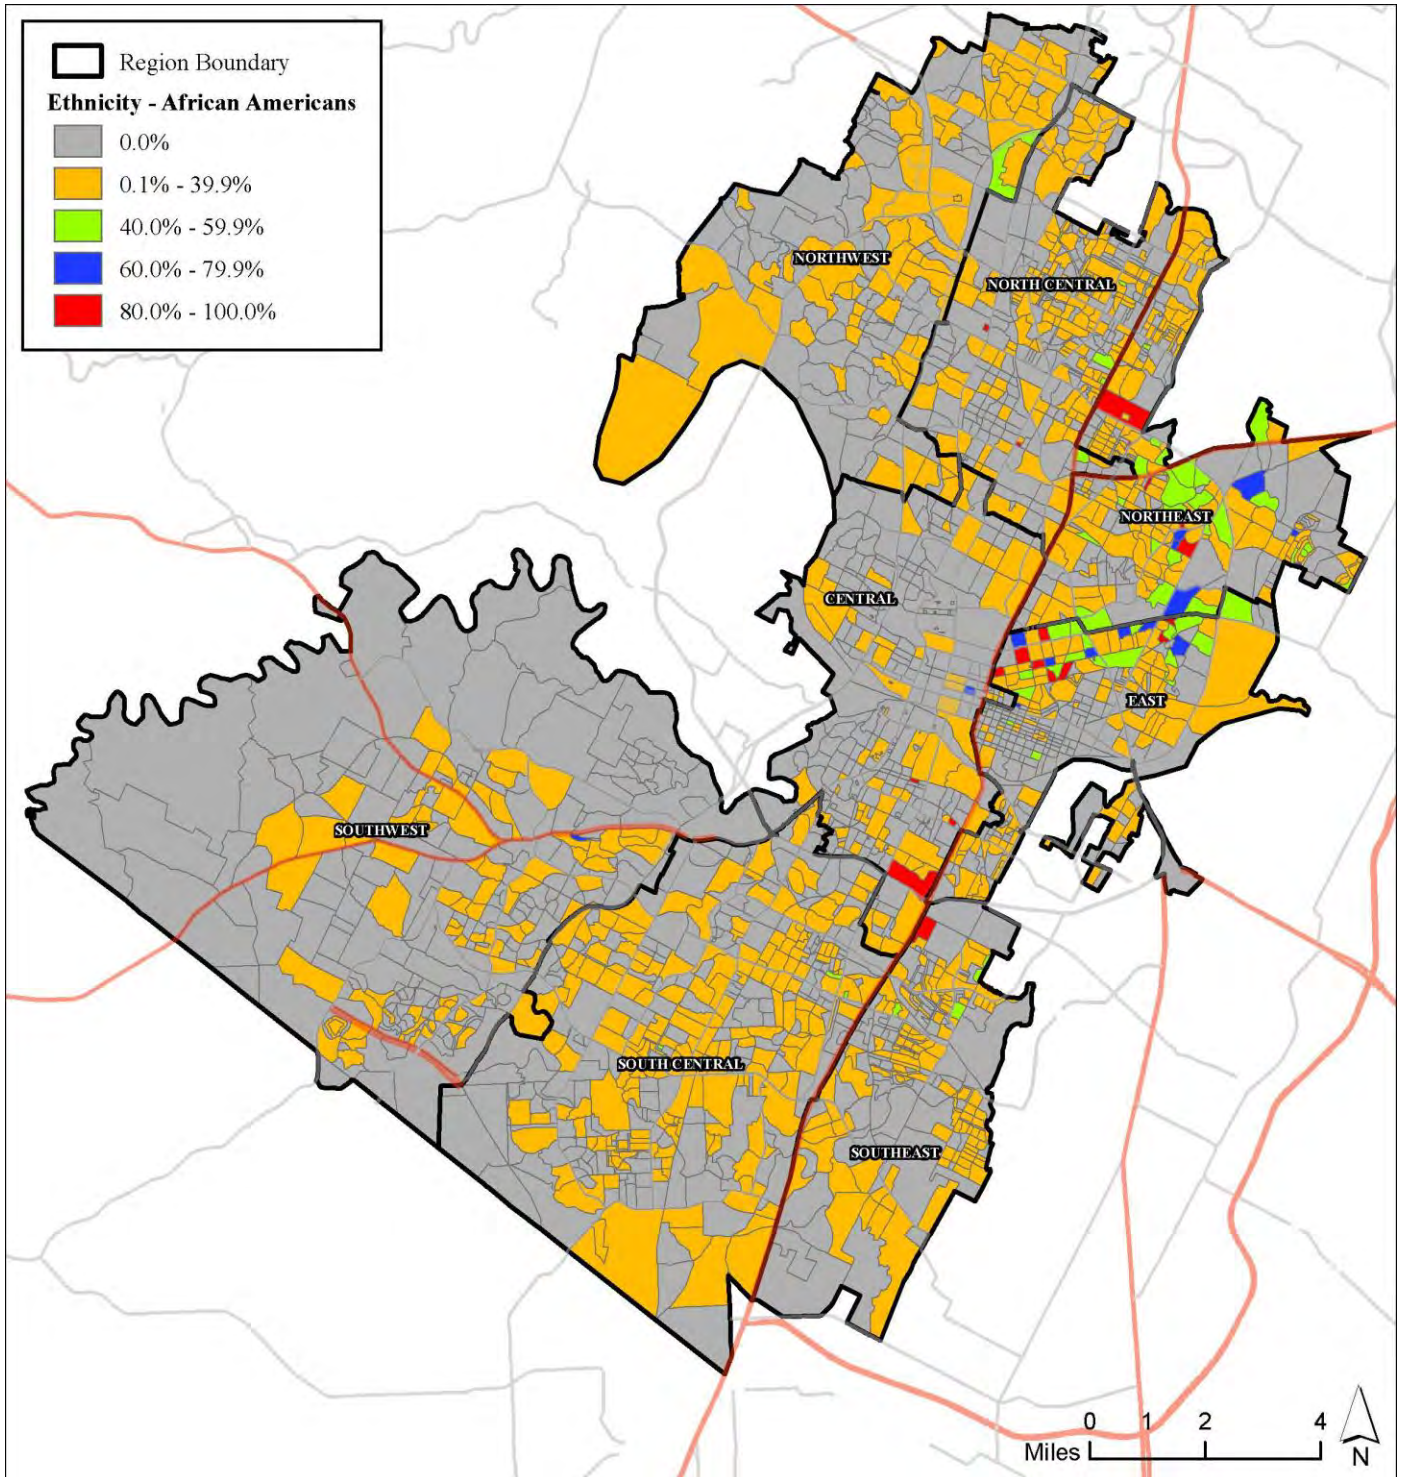 Region Boundary
Ethnicity - African Americans
0.0%
0.1% - 39.9%
40.0% - 59.9%
60.0% - 79.9%
80.0% - 100.0%
NORTHWEST
NORTH CENTRAL
NORTHEAST
CENTRAL
EAST
SOUTHWEST
SOUTH CENTRAL
SOUTHEAST
0 1 2 4
Miles
N